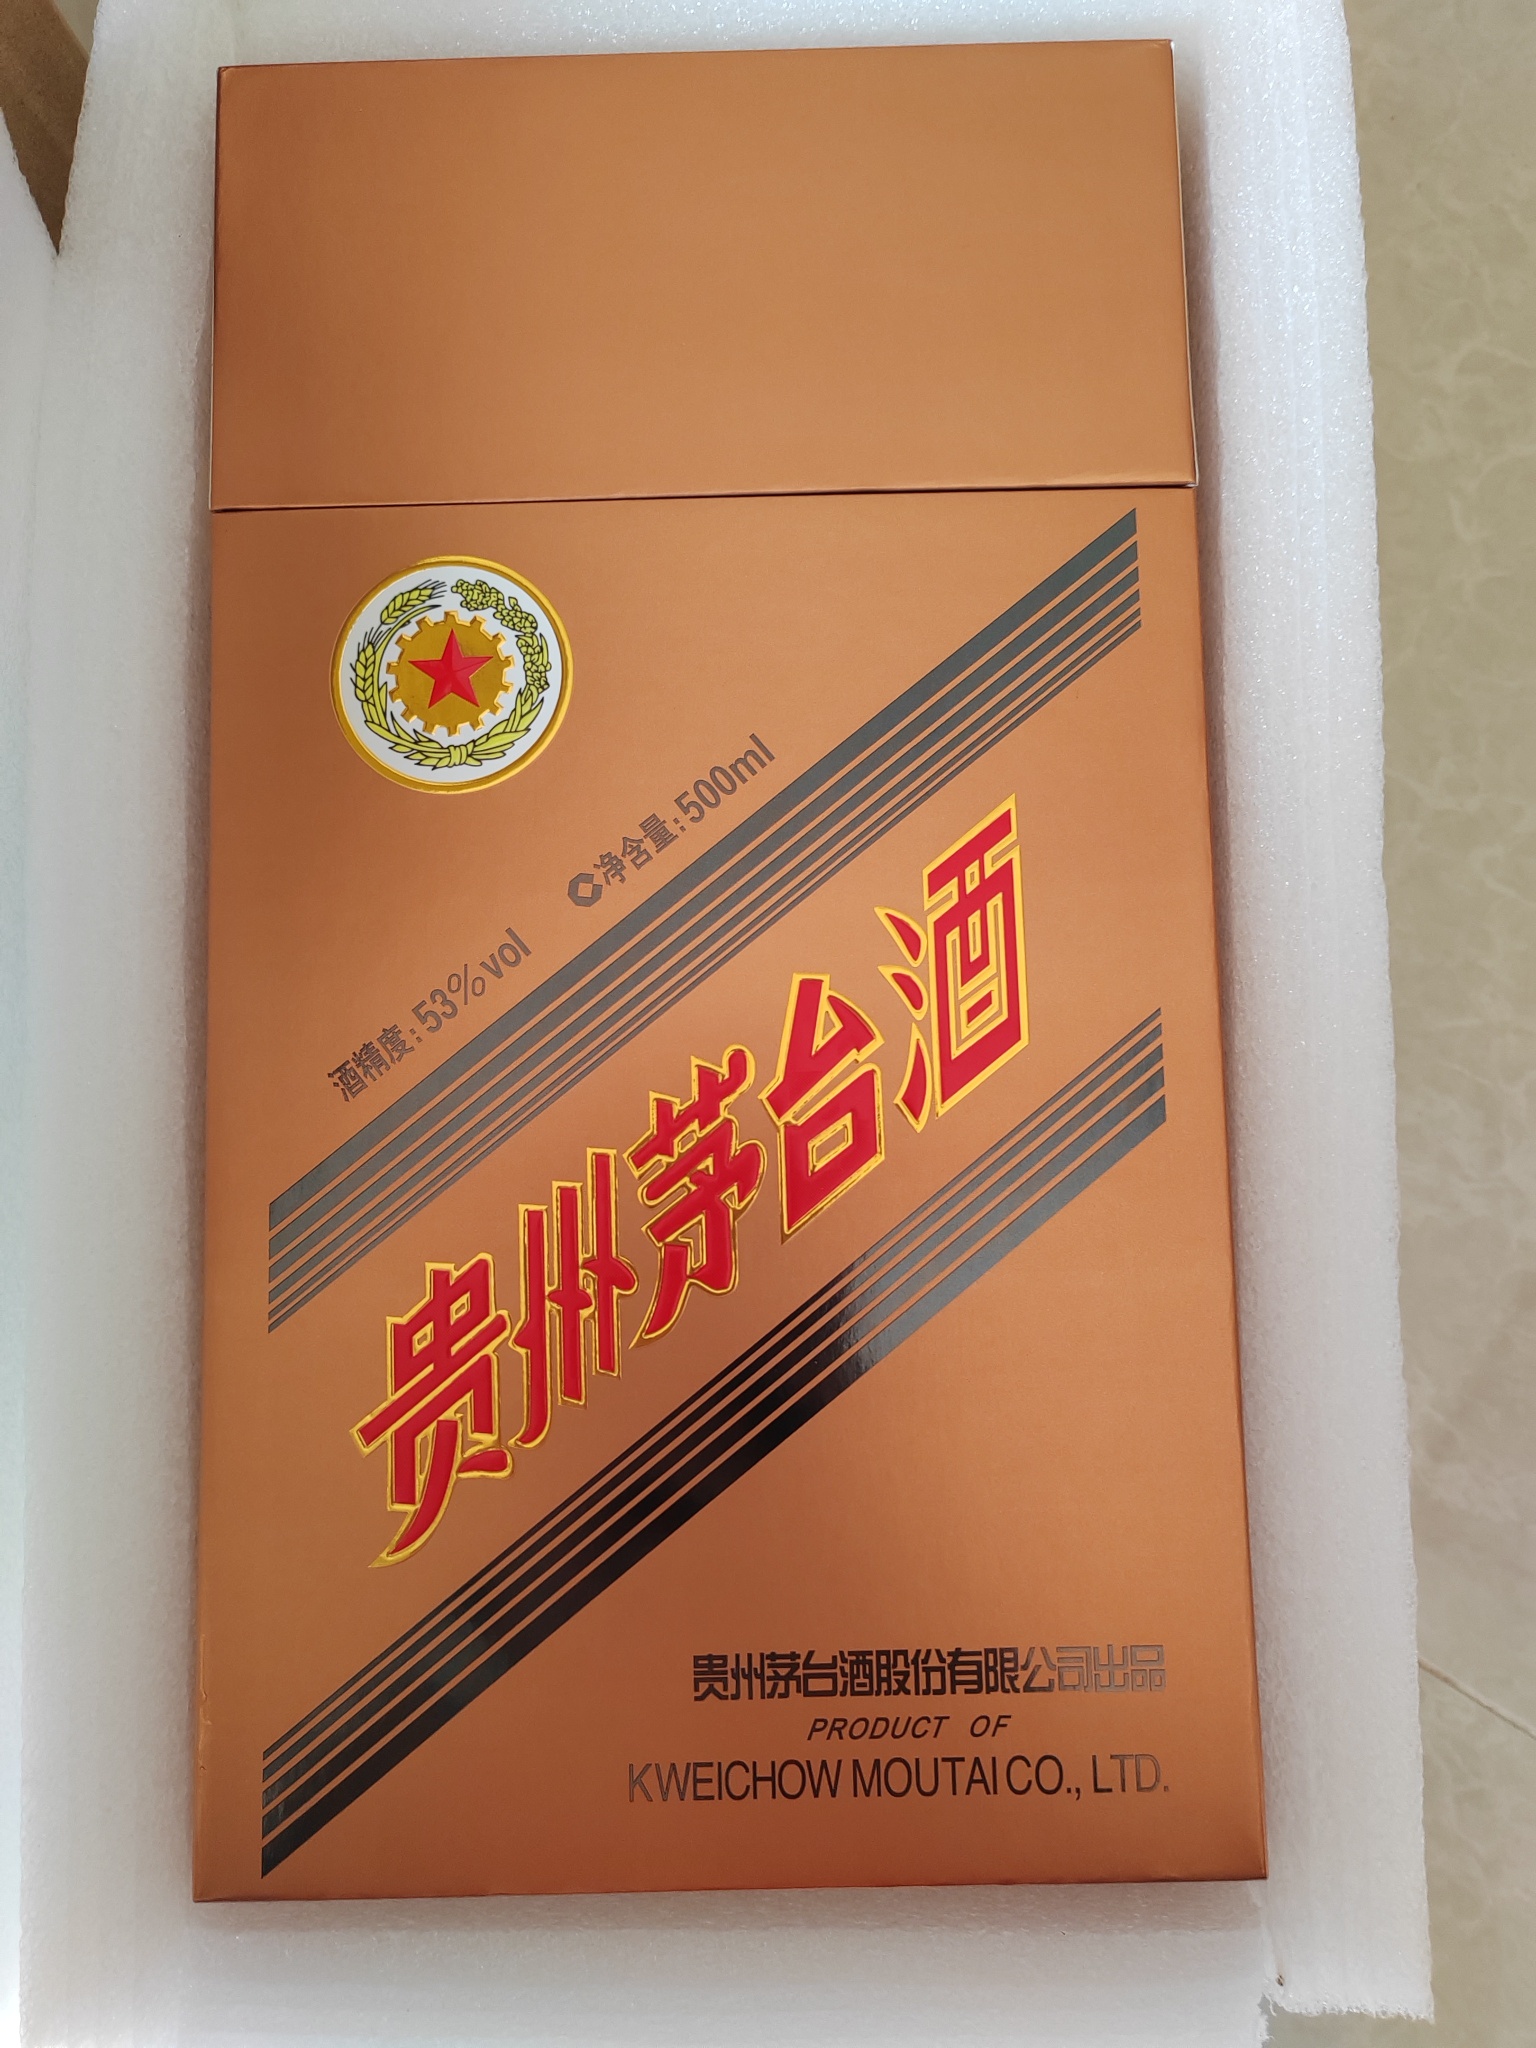 酒精度:53%vol
净含量:500ml
贵州茅台酒
贵州茅台酒股份有限公司出品
PRODUCT OF
KWEICHOW MOUTAI CO., LTD.